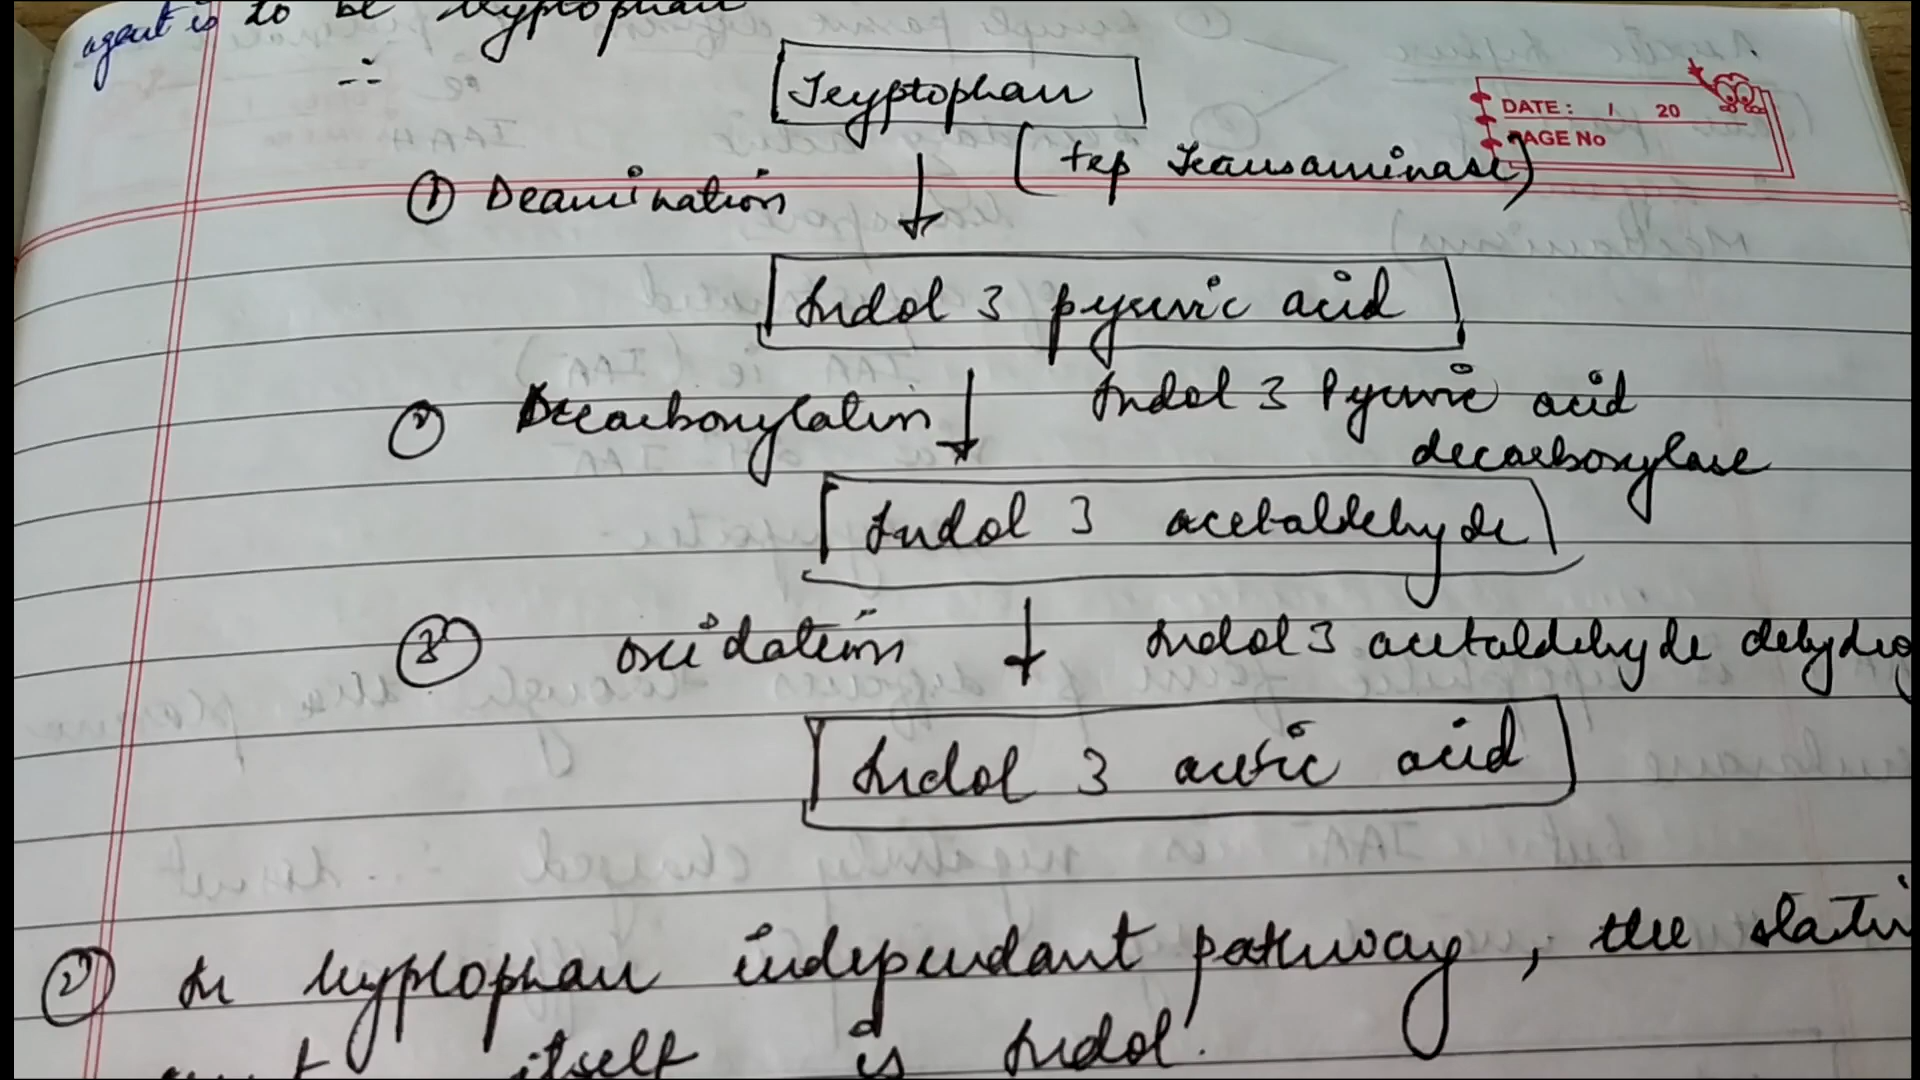 agent is to be tryptophan
∴
Tryptophan
DATE : / 20
PAGE No
(trp transaminase)
① Deamination
Indol 3 pyruvic acid
② Decarboxylation
Indol 3 Pyruvic acid
decarboxylase
Indol 3 acetaldehyde
③ oxidation
Indol 3 acetaldehyde dehydro
Indol 3 acetic acid
② In tryptophan independant pathway, the
itself is Indol.